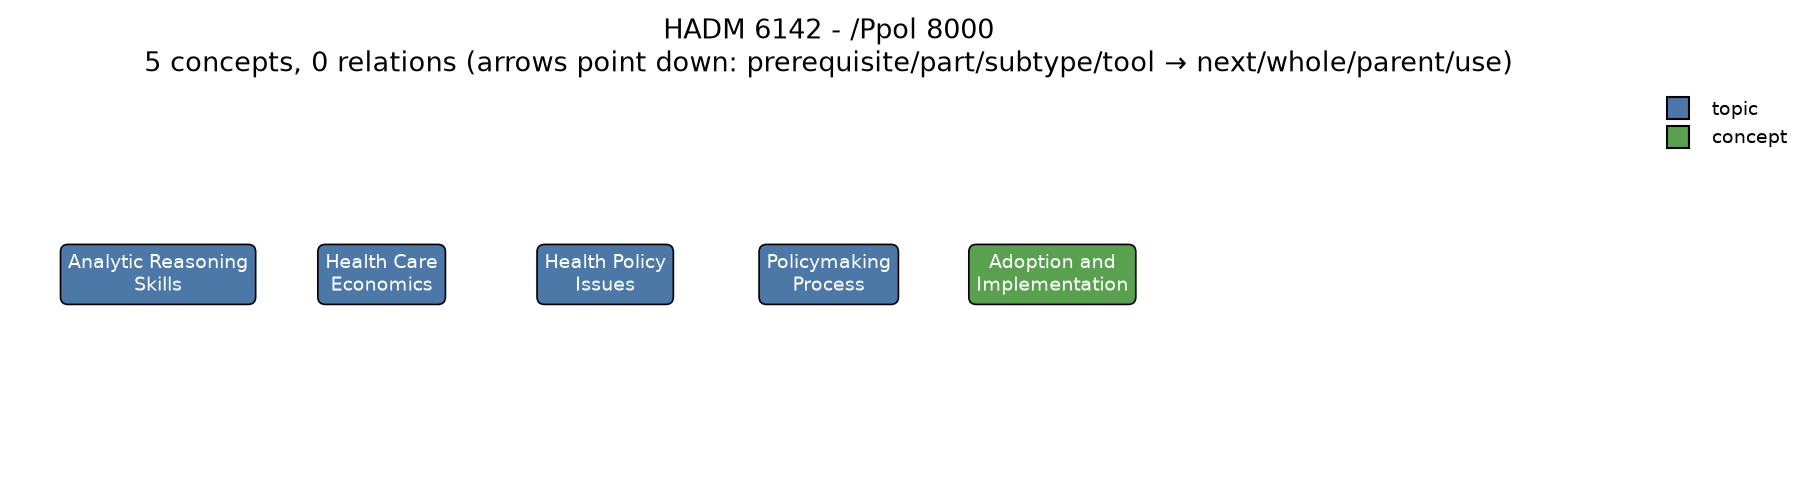 HADM 6142 - /Ppol 8000
5 concepts, 0 relations (arrows point down: prerequisite/part/subtype/tool → next/whole/parent/use)
topic
concept
Analytic Reasoning
Skills
Health Care
Economics
Health Policy
Issues
Policymaking
Process
Adoption and
Implementation